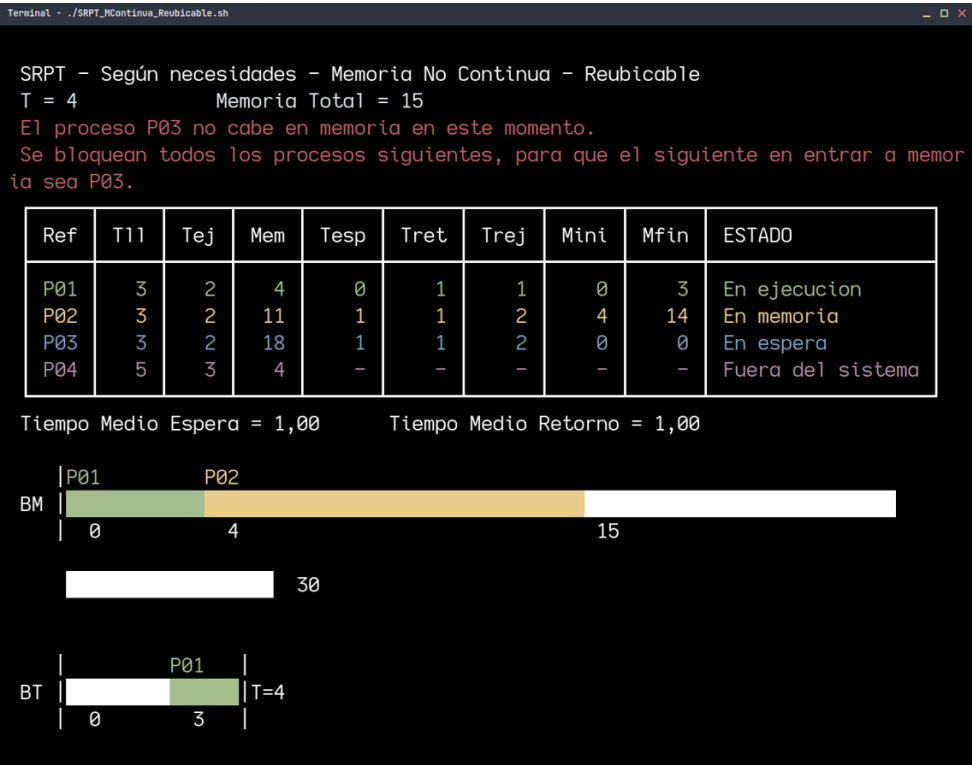 Terminal - ./SRPT_MContinua_Reubicable.sh
SRPT - Según necesidades - Memoria No Continua - Reubicable
T = 4 Memoria Total = 15
El proceso P03 no cabe en memoria en este momento.
Se bloquean todos los procesos siguientes, para que el siguiente en entrar a memor
ia sea P03.
Ref Tll Tej Mem Tesp Tret Trej Mini Mfin ESTADO
P01 3 2 4 0 1 1 0 3 En ejecucion
P02 3 2 11 1 1 2 4 14 En memoria
P03 3 2 18 1 1 2 0 0 En espera
P04 5 3 4 - - - - - Fuera del sistema
Tiempo Medio Espera = 1,00 Tiempo Medio Retorno = 1,00
|P01 P02
BM |
| 0 4 15
30
| P01 |
BT | |T=4
| 0 3 |